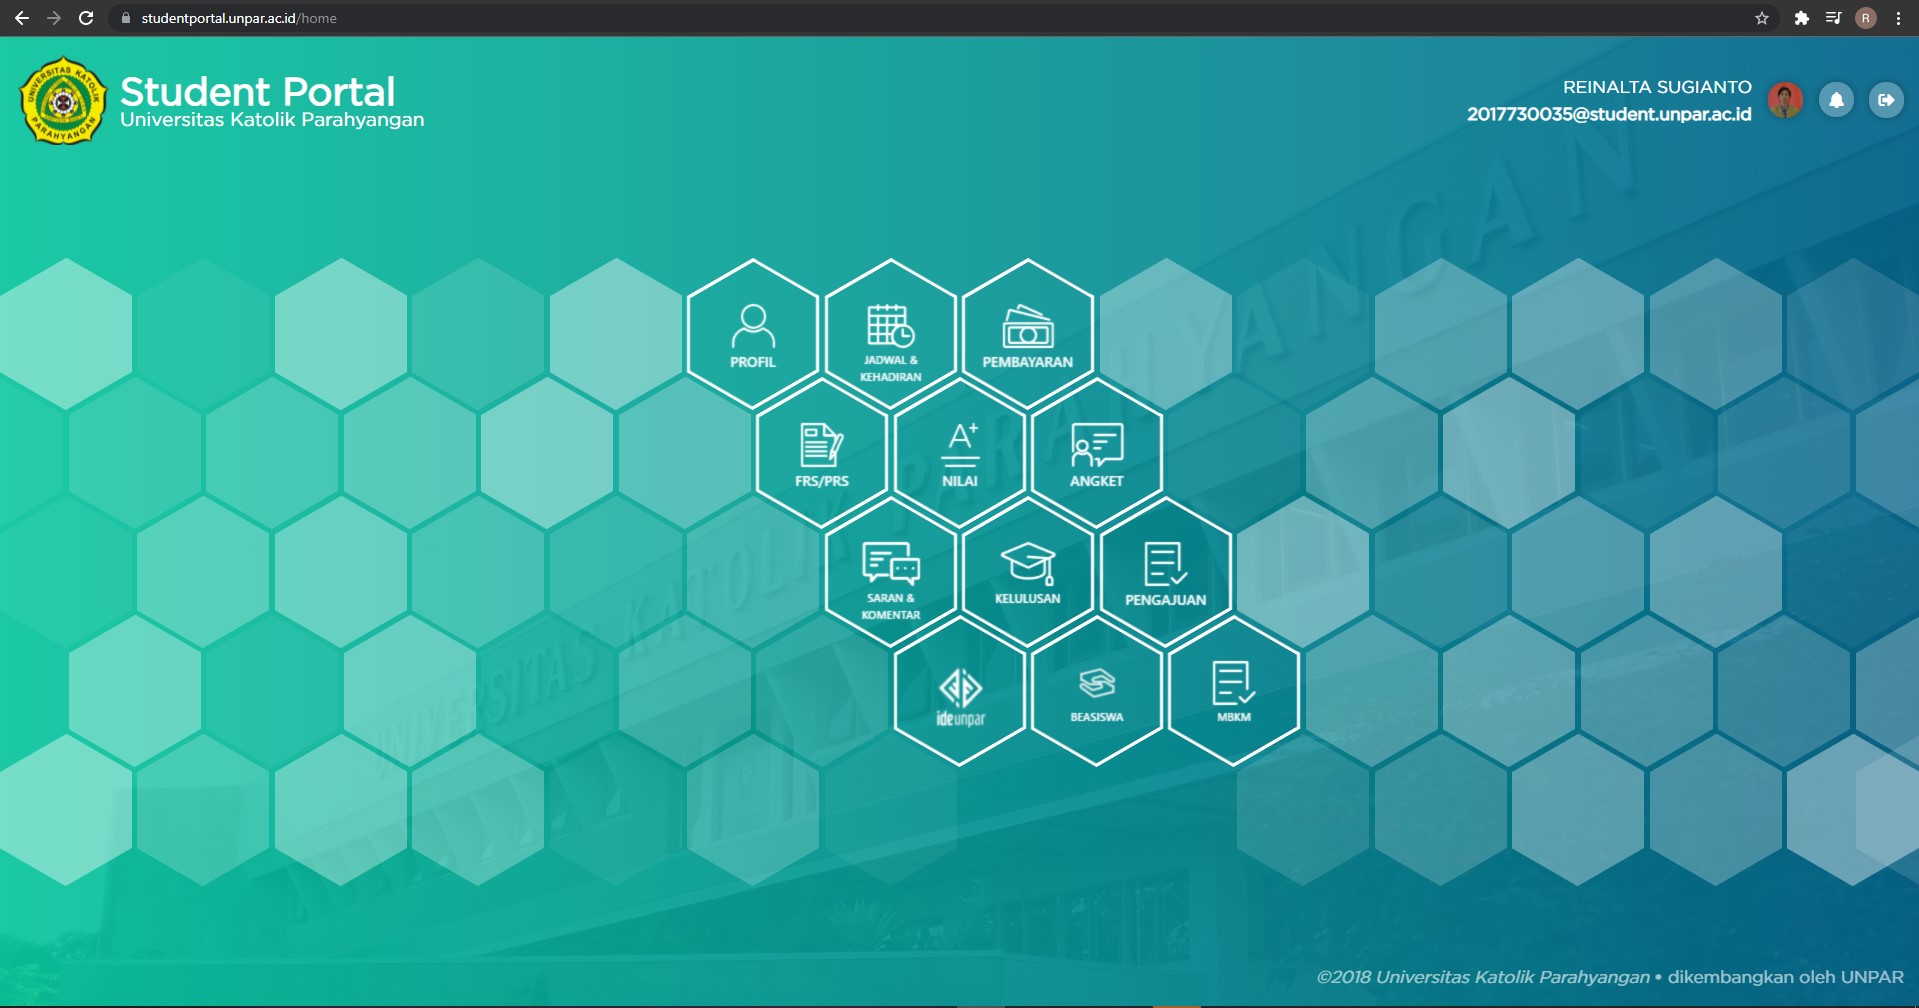 studentportal.unpar.ac.id/home
R
UNIVERSITAS KATOLIK
PARAHYANGAN
Student Portal
Universitas Katolik Parahyangan
REINALTA SUGIANTO
2017730035@student.unpar.ac.id
PROFIL
JADWAL &
KEHADIRAN
PEMBAYARAN
FRS/PRS
A+
NILAI
ANGKET
SARAN &
KOMENTAR
KELULUSAN
PENGAJUAN
ideunpar
BEASISWA
MBKM
UNIVERSITAS KATOLIK PARAHYANGAN
©2018 Universitas Katolik Parahyangan • dikembangkan oleh UNPAR